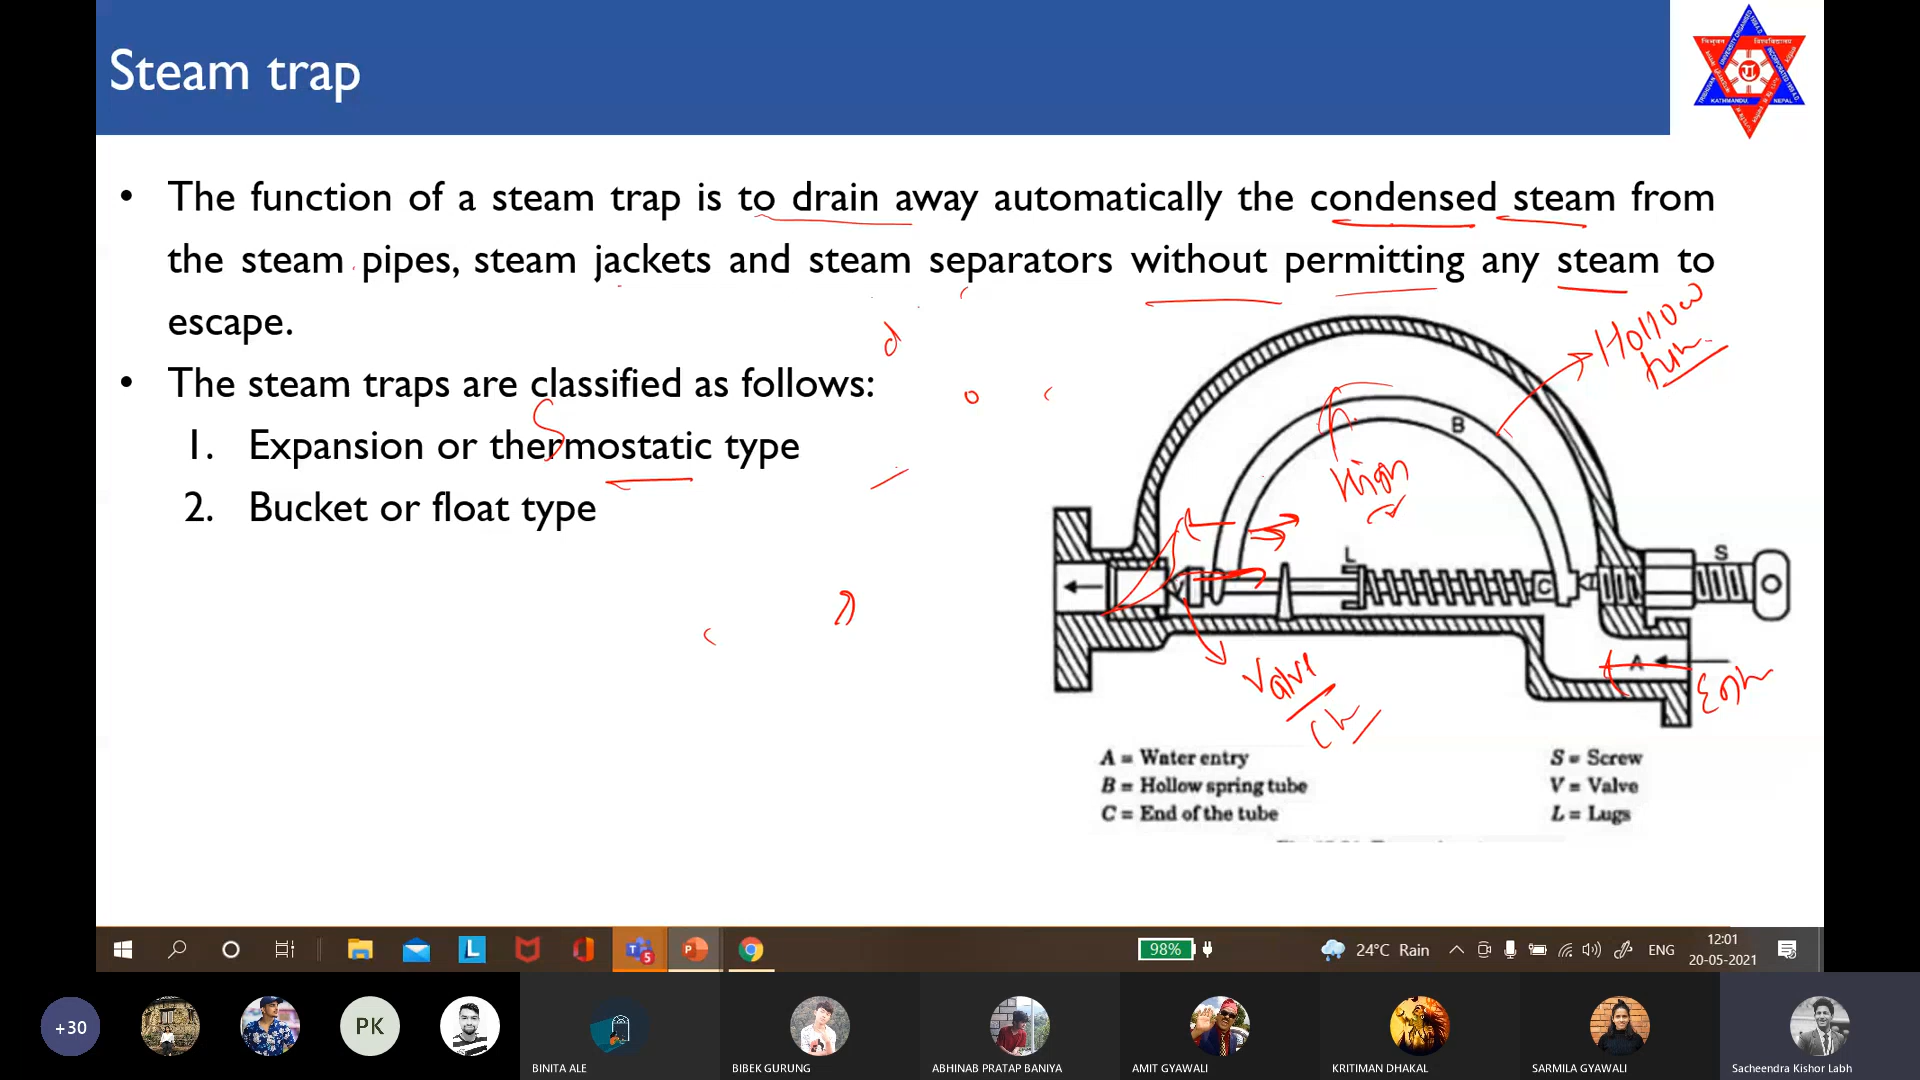 Steam trap
• The function of a steam trap is to drain away automatically the condensed steam from
the steam pipes, steam jackets and steam separators without permitting any steam to
escape.
• The steam traps are classified as follows:
1. Expansion or thermostatic type
2. Bucket or float type
Hollow
B
High
L
C
S
V
A
Valve
A = Water entry
B = Hollow spring tube
C = End of the tube
S = Screw
V = Valve
L = Lugs
KATHMANDU, NEPAL
98%
24°C Rain
ENG
12:01
20-05-2021
+30
PK
BINITA ALE
BIBEK GURUNG
ABHINAB PRATAP BANIYA
AMIT GYAWALI
KRITIMAN DHAKAL
SARMILA GYAWALI
Sacheendra Kishor Labh